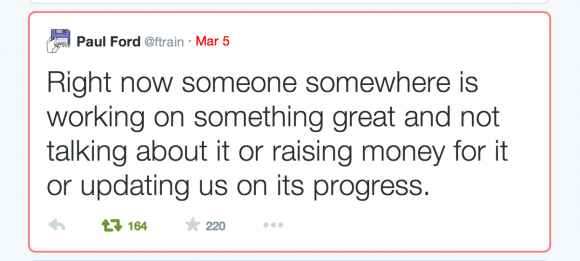 Paul Ford @ftrain · Mar 5
Right now someone somewhere is
working on something great and not
talking about it or raising money for it
or updating us on its progress.
164 220